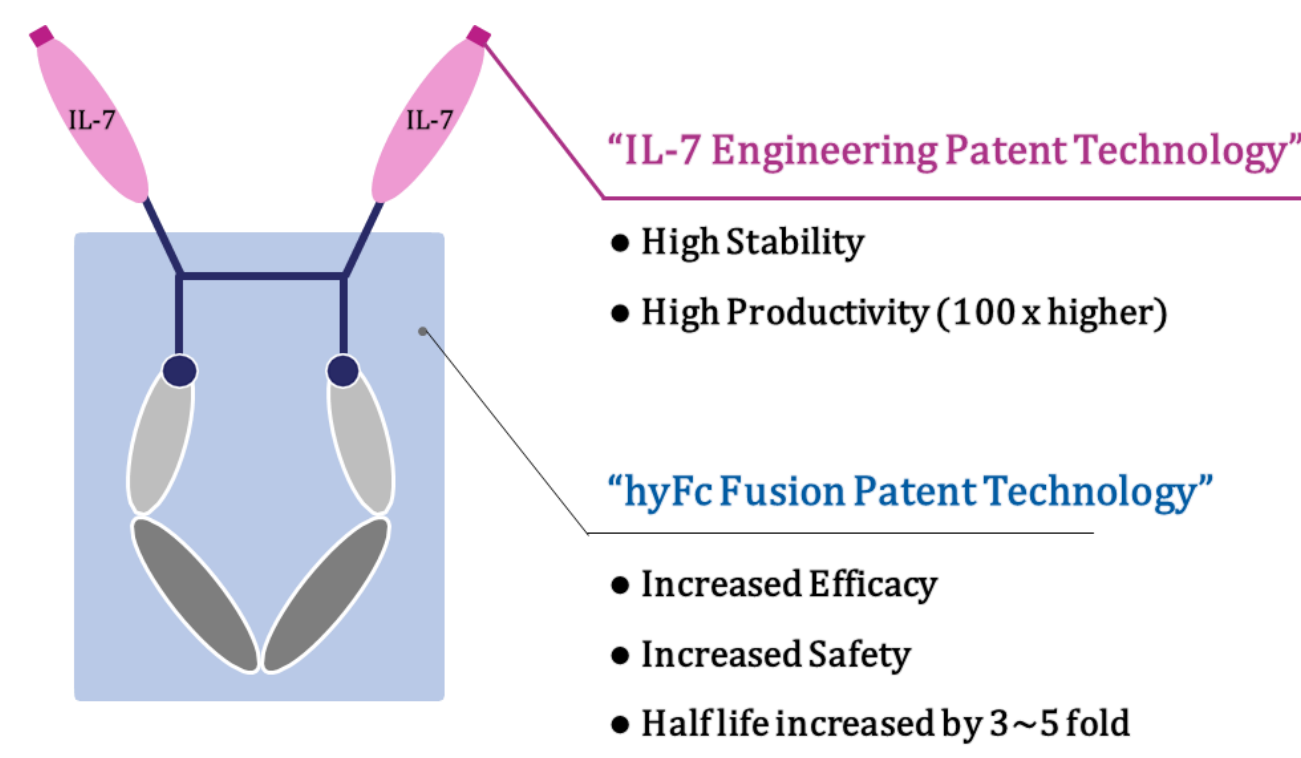 IL-7
IL-7
“IL-7 Engineering Patent Technology”
● High Stability
● High Productivity (100 x higher)
“hyFc Fusion Patent Technology”
● Increased Efficacy
● Increased Safety
● Half life increased by 3~5 fold